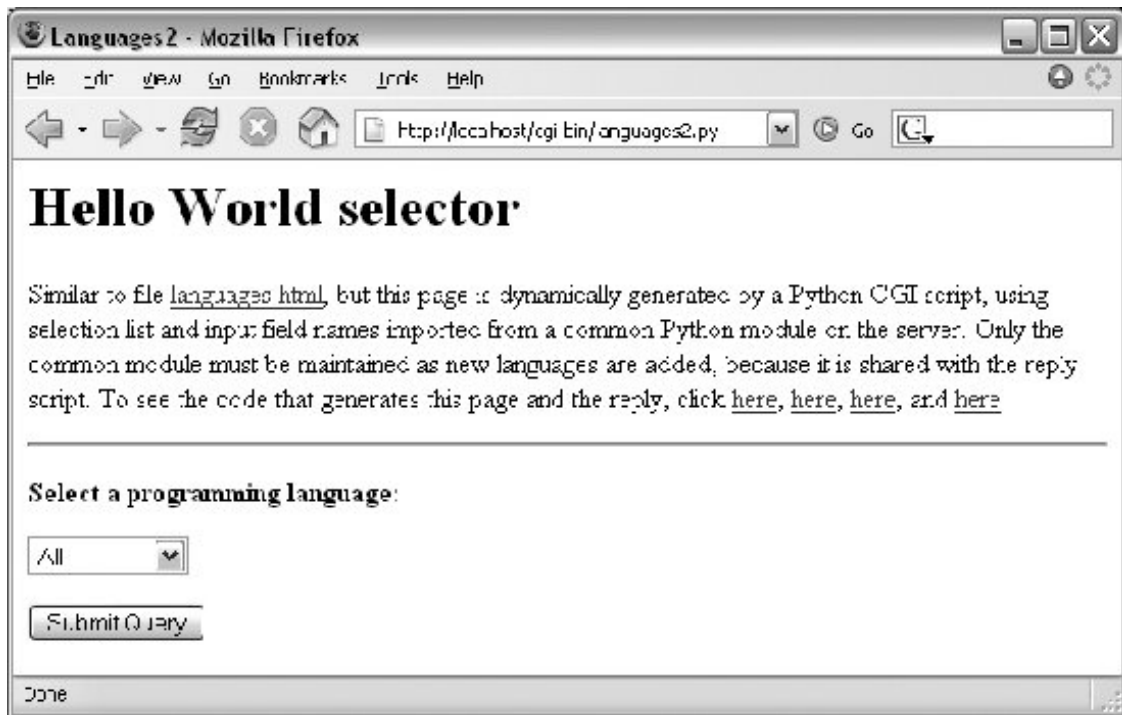 Languages2 - Mozilla Firefox
File Edit View Go Bookmarks Tools Help
http://localhost/cgi-bin/languages2.py Go
Hello World selector
Similar to file languages.html, but this page is dynamically generated by a Python CGI script, using
selection list and input field names imported from a common Python module on the server. Only the
common module must be maintained as new languages are added, because it is shared with the reply
script. To see the code that generates this page and the reply, click here, here, here, and here
Select a programming language:
All
Submit Query
Done